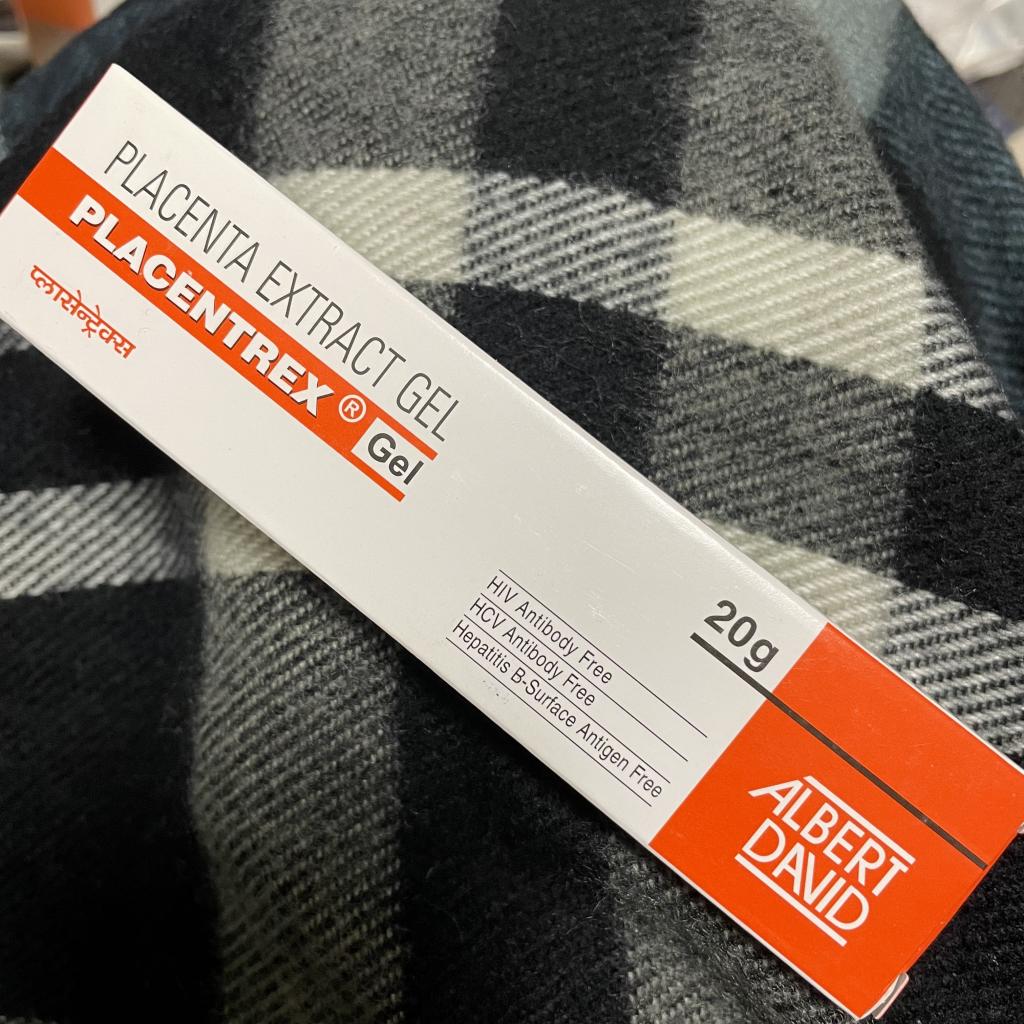 PLACENTA EXTRACT GEL
PLACENTREX® Gel
प्लासेन्ट्रेक्स
HIV Antibody Free
HCV Antibody Free
Hepatitis B-Surface Antigen Free
20g
ALBERT
DAVID